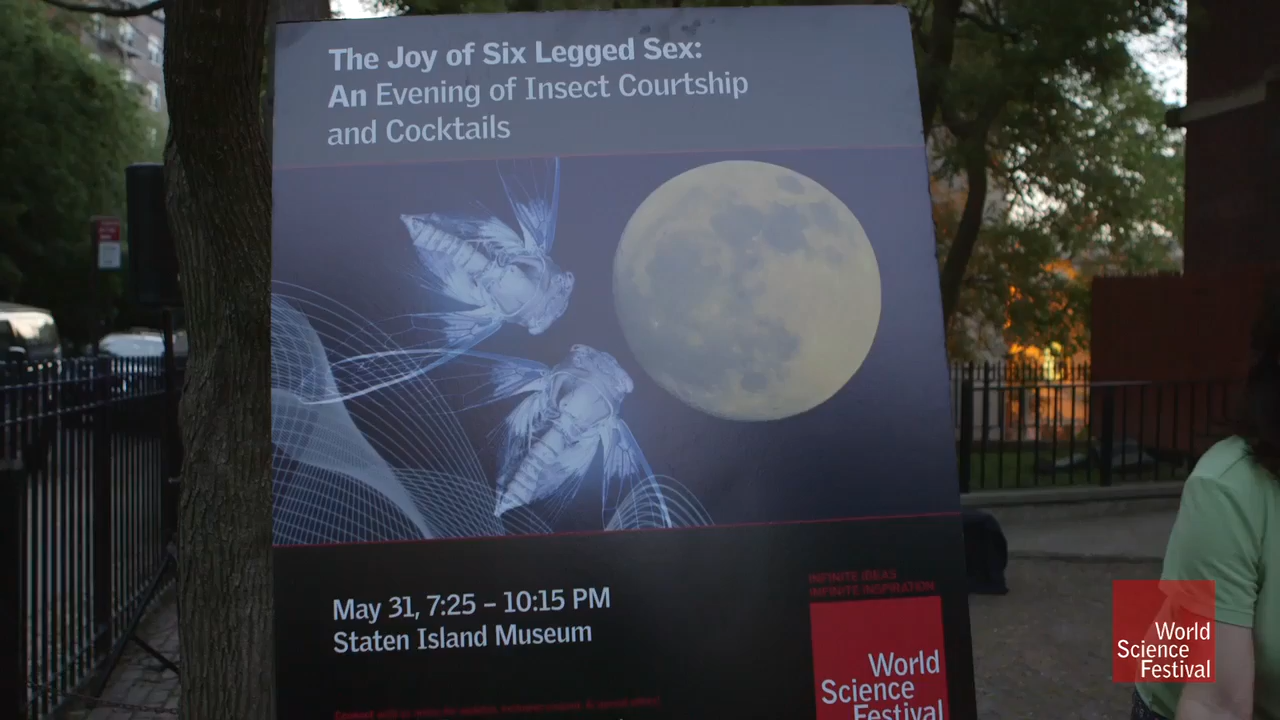 The Joy of Six Legged Sex:
An Evening of Insect Courtship
and Cocktails
May 31, 7:25 – 10:15 PM
Staten Island Museum
INFINITE IDEAS
INFINITE INSPIRATION
World
Science
Festival
World
Science
Festival